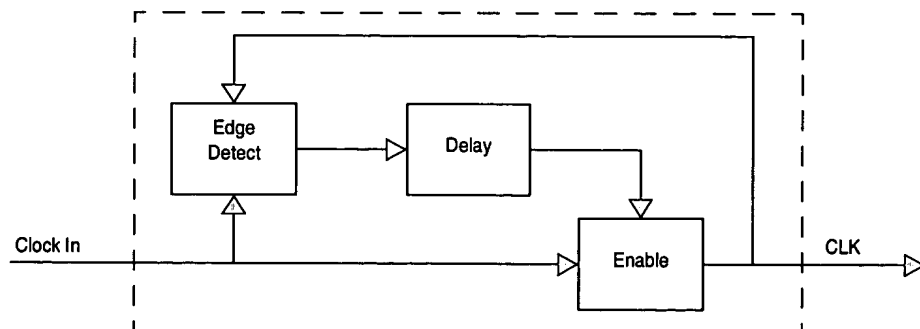 Edge
Detect
Delay
Clock In
Enable
CLK